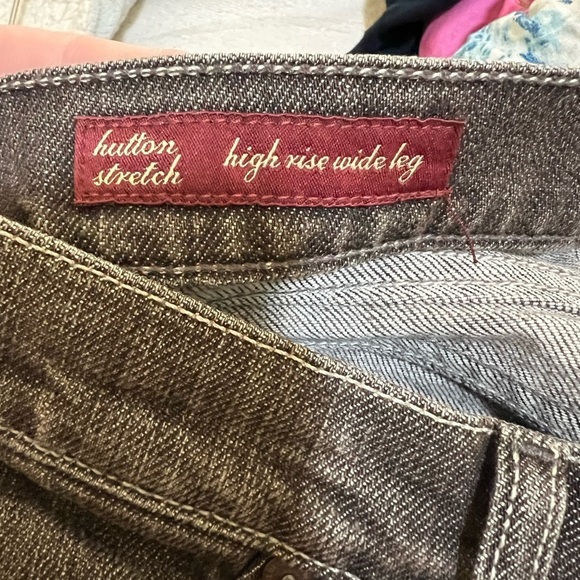 hutton
stretch
high rise wide leg